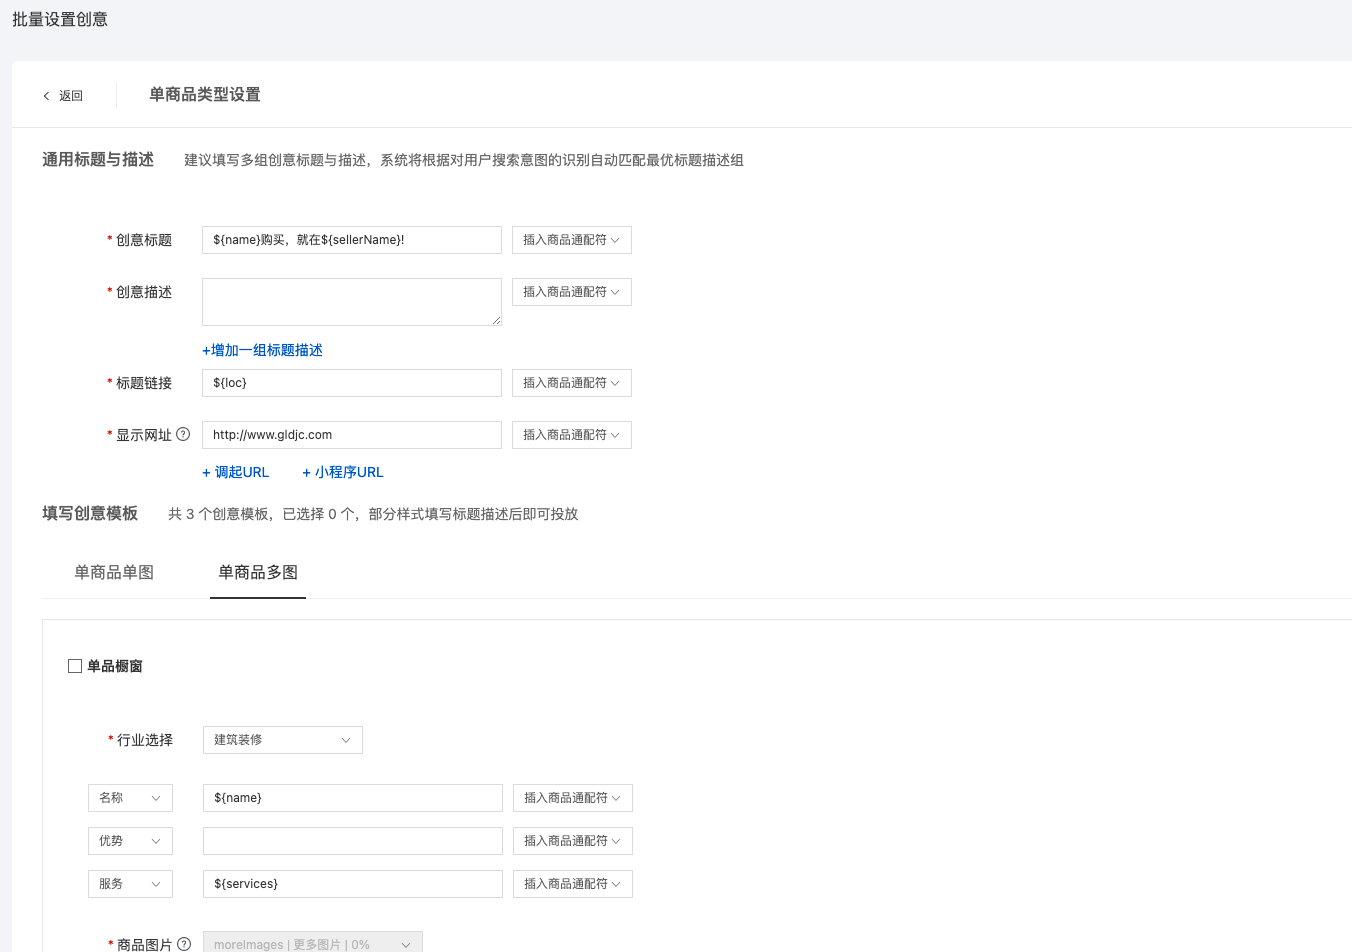 批量设置创意
返回 单商品类型设置
通用标题与描述 建议填写多组创意标题与描述，系统将根据对用户搜索意图的识别自动匹配最优标题描述组
* 创意标题 ${name}购买，就在${sellerName}! 插入商品通配符
* 创意描述 插入商品通配符
+增加一组标题描述
* 标题链接 ${loc} 插入商品通配符
* 显示网址 ? http://www.gldjc.com 插入商品通配符
+ 调起URL + 小程序URL
填写创意模板 共 3 个创意模板，已选择 0 个，部分样式填写标题描述后即可投放
单商品单图 单商品多图
单品橱窗
* 行业选择 建筑装修
名称 ${name} 插入商品通配符
优势 插入商品通配符
服务 ${services} 插入商品通配符
* 商品图片 ? moreImages | 更多图片 | 0%